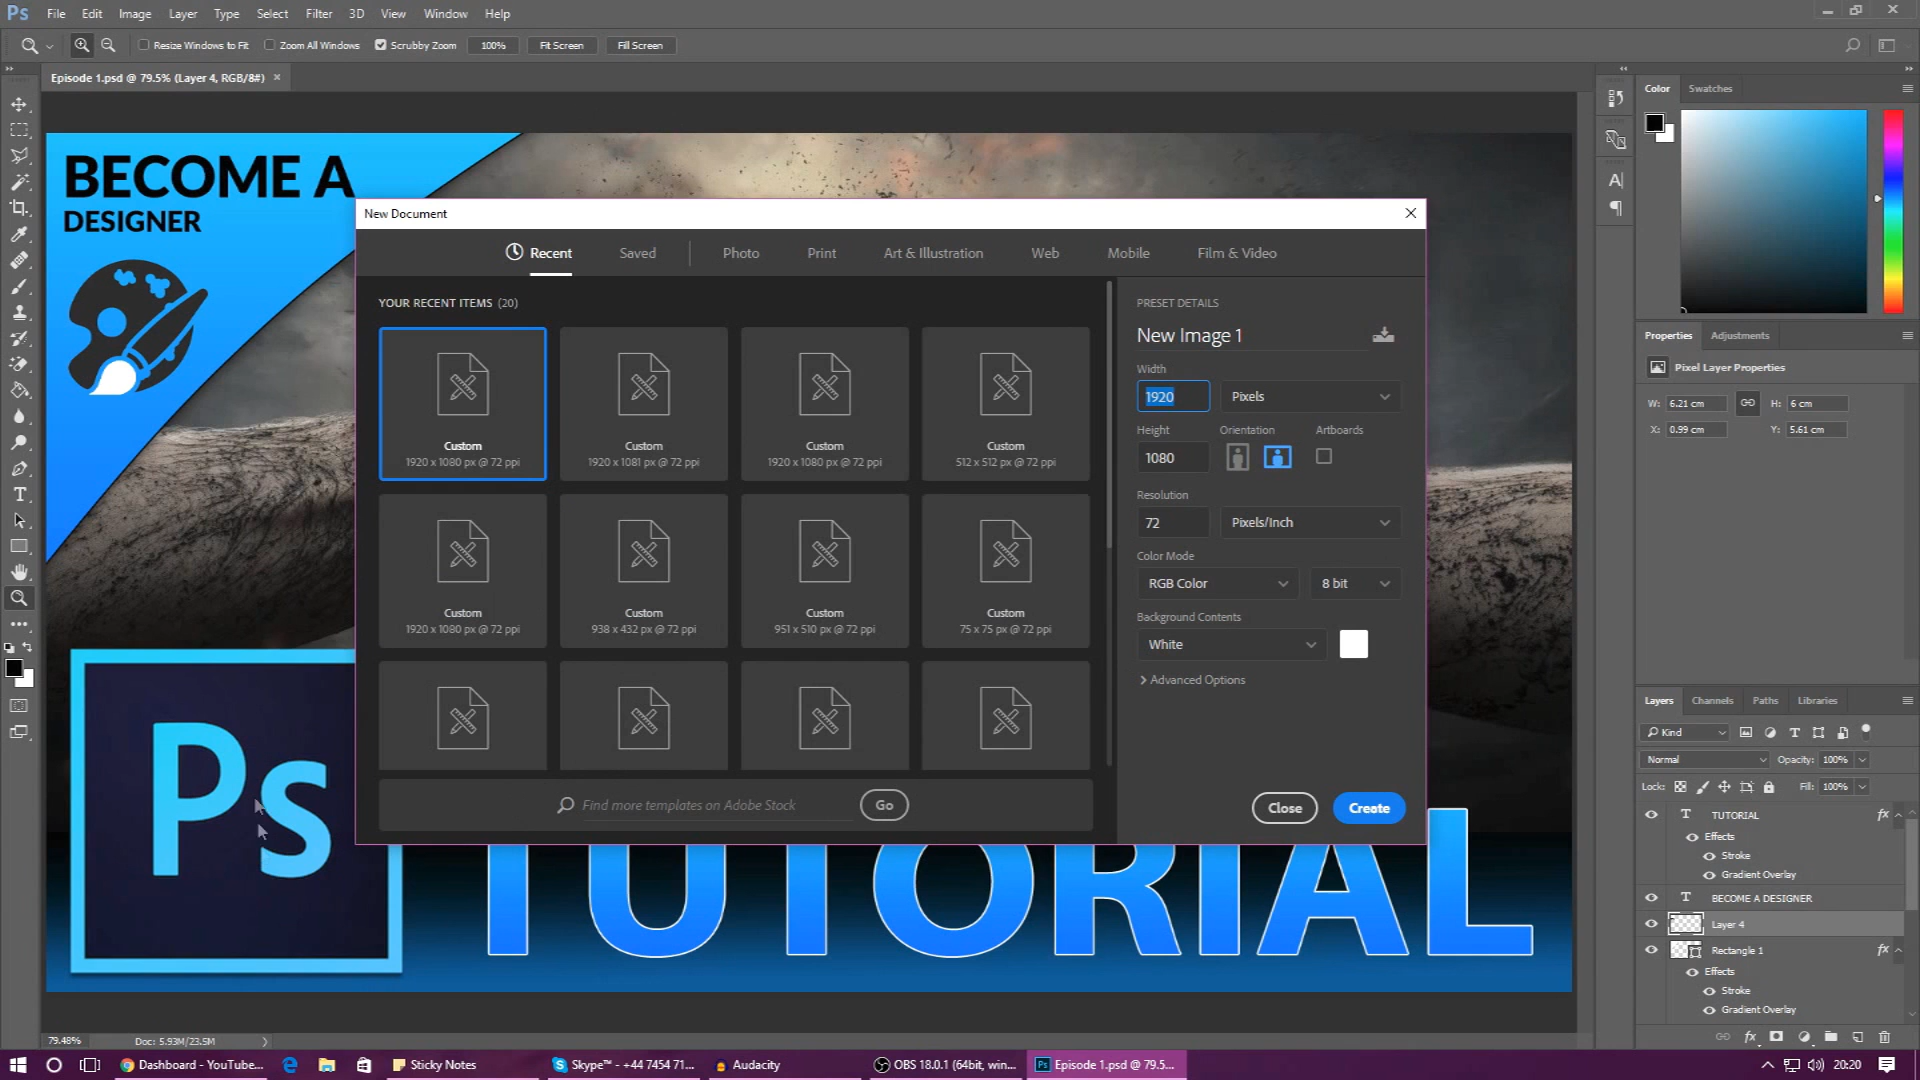 Ps File Edit Image Layer Type Select Filter 3D View Window Help
Resize Windows to Fit Zoom All Windows Scrubby Zoom 100% Fit Screen Fill Screen
Episode 1.psd @ 79.5% (Layer 4, RGB/8#) ×
BECOME A
DESIGNER
New Document
Recent Saved Photo Print Art & Illustration Web Mobile Film & Video
YOUR RECENT ITEMS (20)
Custom
1920 x 1080 px @ 72 ppi
Custom
1920 x 1081 px @ 72 ppi
Custom
1920 x 1080 px @ 72 ppi
Custom
512 x 512 px @ 72 ppi
Custom
1920 x 1080 px @ 72 ppi
Custom
938 x 432 px @ 72 ppi
Custom
951 x 510 px @ 72 ppi
Custom
75 x 75 px @ 72 ppi
Find more templates on Adobe Stock Go
PRESET DETAILS
New Image 1
Width
1920 Pixels
Height Orientation Artboards
1080
Resolution
72 Pixels/Inch
Color Mode
RGB Color 8 bit
Background Contents
White
Advanced Options
Close Create
Ps
TUTORIAL
Color Swatches
Properties Adjustments
Pixel Layer Properties
W: 6.21 cm H: 6 cm
X: 0.99 cm Y: 5.61 cm
Layers Channels Paths Libraries
Kind
Normal Opacity: 100%
Lock: Fill: 100%
TUTORIAL fx
Effects
Stroke
Gradient Overlay
BECOME A DESIGNER
Layer 4
Rectangle 1 fx
Effects
Stroke
Gradient Overlay
79.48% Doc: 5.93M/23.5M
Dashboard - YouTube... Sticky Notes Skype™ - +44 7454 71... Audacity OBS 18.0.1 (64bit, win... Episode 1.psd @ 79.5... 20:20